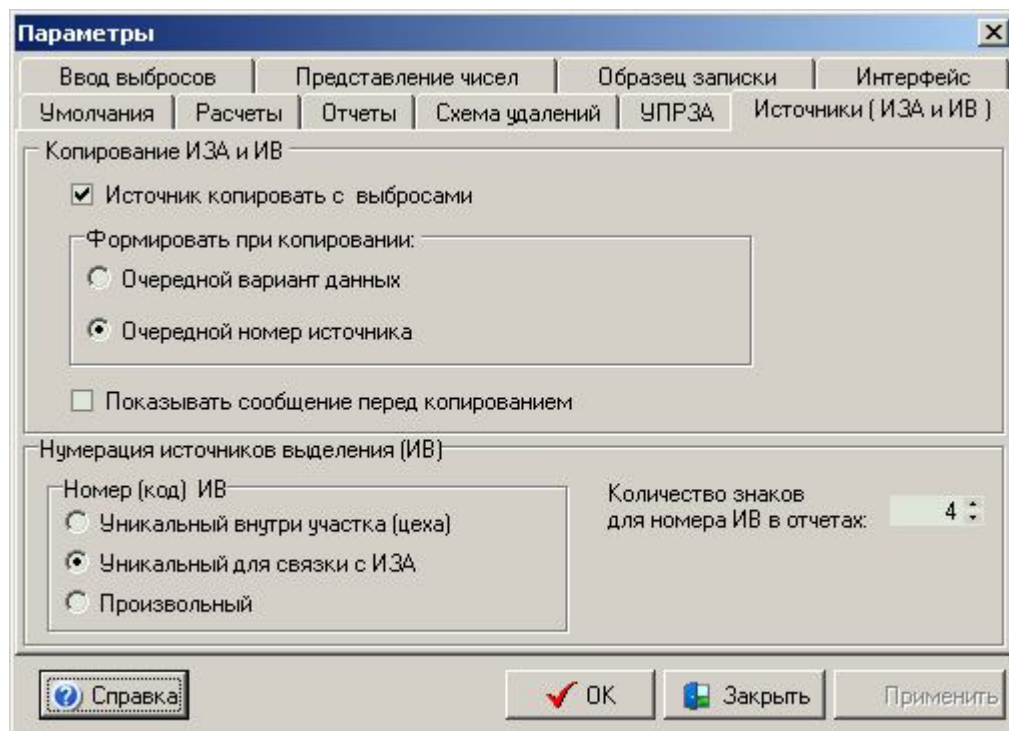 Параметры
Ввод выбросов Представление чисел Образец записки Интерфейс
Умолчания Расчеты Отчеты Схема удалений УПРЗА Источники ( ИЗА и ИВ )
Копирование ИЗА и ИВ
Источник копировать с выбросами
Формировать при копировании:
Очередной вариант данных
Очередной номер источника
Показывать сообщение перед копированием
Нумерация источников выделения (ИВ)
Номер (код) ИВ
Уникальный внутри участка (цеха)
Уникальный для связки с ИЗА
Произвольный
Количество знаков
для номера ИВ в отчетах: 4
Справка OK Закрыть Применить